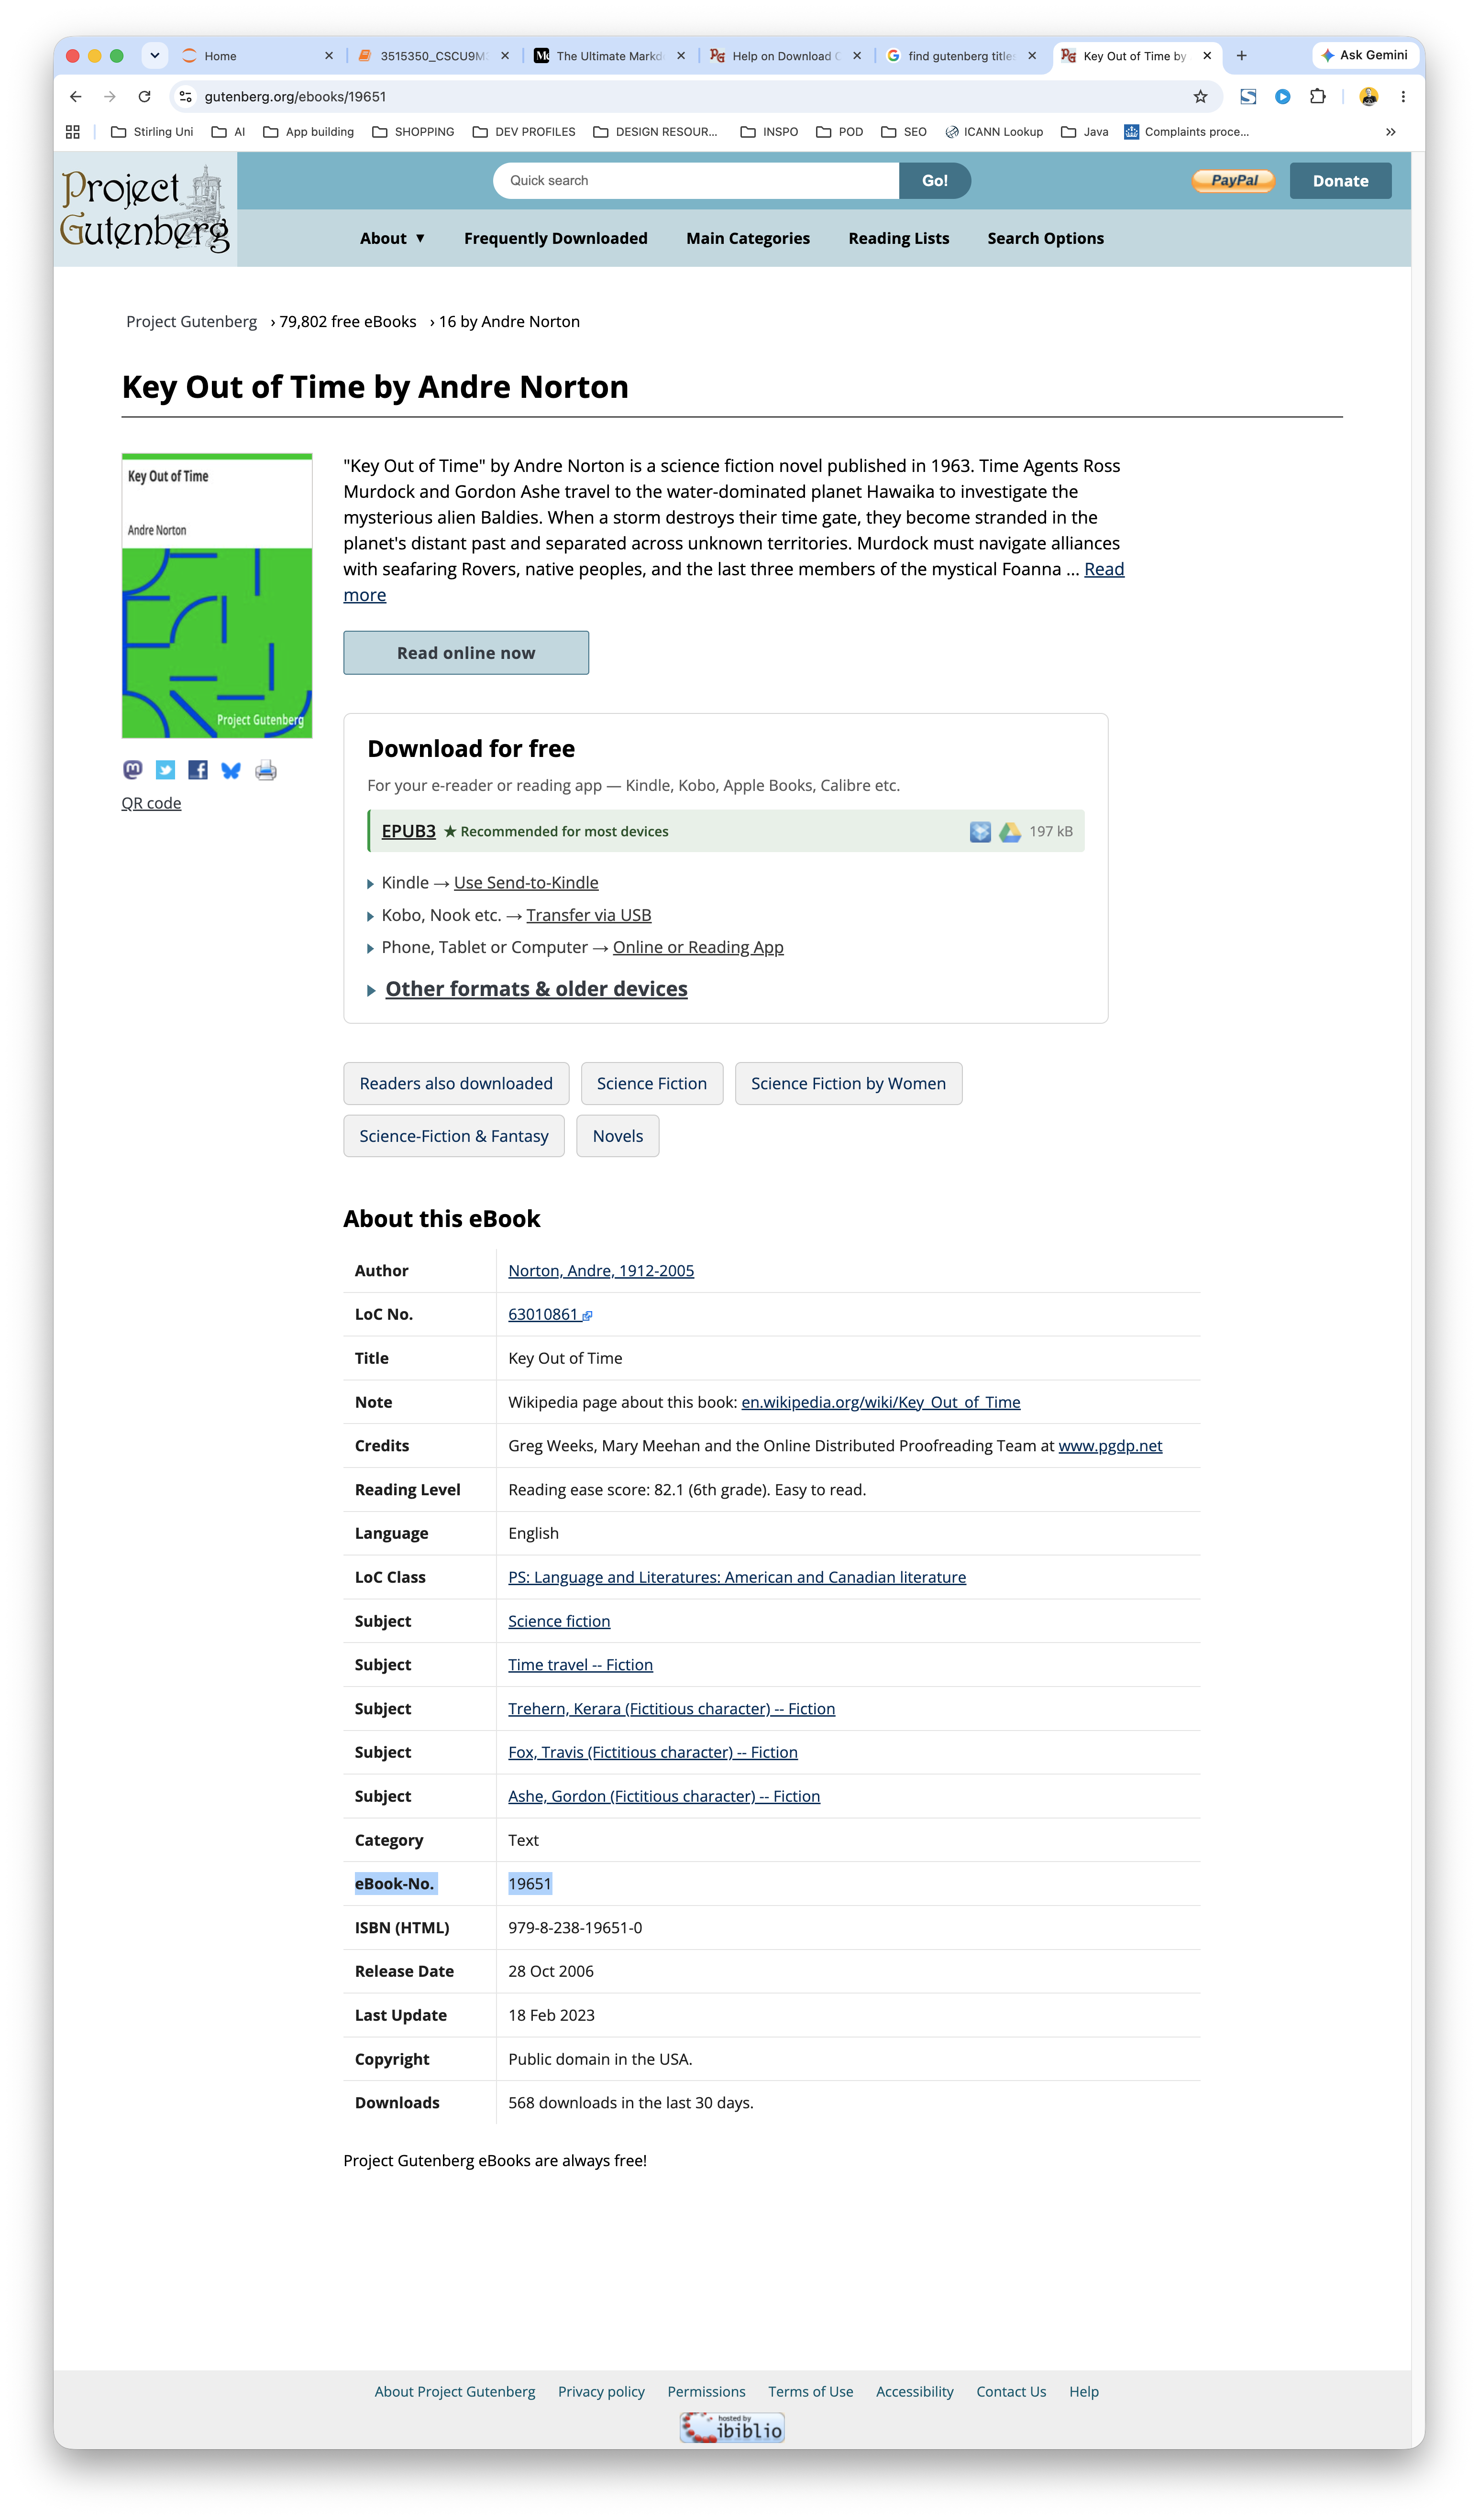 Home
3515350_CSCU9M
The Ultimate Markd
Help on Download
find gutenberg title
Key Out of Time by
Ask Gemini
gutenberg.org/ebooks/19651
Stirling Uni
AI
App building
SHOPPING
DEV PROFILES
DESIGN RESOUR...
INSPO
POD
SEO
ICANN Lookup
Java
Complaints proce...
Project
Gutenberg
Quick search
Go!
PayPal
Donate
About ▼
Frequently Downloaded
Main Categories
Reading Lists
Search Options
Project Gutenberg › 79,802 free eBooks › 16 by Andre Norton
Key Out of Time by Andre Norton
Key Out of Time
Andre Norton
Project Gutenberg
QR code
"Key Out of Time" by Andre Norton is a science fiction novel published in 1963. Time Agents Ross
Murdock and Gordon Ashe travel to the water-dominated planet Hawaika to investigate the
mysterious alien Baldies. When a storm destroys their time gate, they become stranded in the
planet's distant past and separated across unknown territories. Murdock must navigate alliances
with seafaring Rovers, native peoples, and the last three members of the mystical Foanna ... Read
more
Read online now
Download for free
For your e-reader or reading app — Kindle, Kobo, Apple Books, Calibre etc.
EPUB3 ★ Recommended for most devices 197 kB
Kindle → Use Send-to-Kindle
Kobo, Nook etc. → Transfer via USB
Phone, Tablet or Computer → Online or Reading App
Other formats & older devices
Readers also downloaded
Science Fiction
Science Fiction by Women
Science-Fiction & Fantasy
Novels
About this eBook
Author Norton, Andre, 1912-2005
LoC No. 63010861
Title Key Out of Time
Note Wikipedia page about this book: en.wikipedia.org/wiki/Key_Out_of_Time
Credits Greg Weeks, Mary Meehan and the Online Distributed Proofreading Team at www.pgdp.net
Reading Level Reading ease score: 82.1 (6th grade). Easy to read.
Language English
LoC Class PS: Language and Literatures: American and Canadian literature
Subject Science fiction
Subject Time travel -- Fiction
Subject Trehern, Kerara (Fictitious character) -- Fiction
Subject Fox, Travis (Fictitious character) -- Fiction
Subject Ashe, Gordon (Fictitious character) -- Fiction
Category Text
eBook-No. 19651
ISBN (HTML) 979-8-238-19651-0
Release Date 28 Oct 2006
Last Update 18 Feb 2023
Copyright Public domain in the USA.
Downloads 568 downloads in the last 30 days.
Project Gutenberg eBooks are always free!
About Project Gutenberg
Privacy policy
Permissions
Terms of Use
Accessibility
Contact Us
Help
hosted by
ibiblio